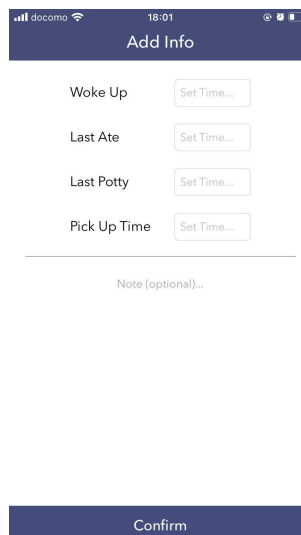 docomo 18:01
Add Info
Woke Up Set Time...
Last Ate Set Time...
Last Potty Set Time...
Pick Up Time Set Time...
Note (optional)...
Confirm